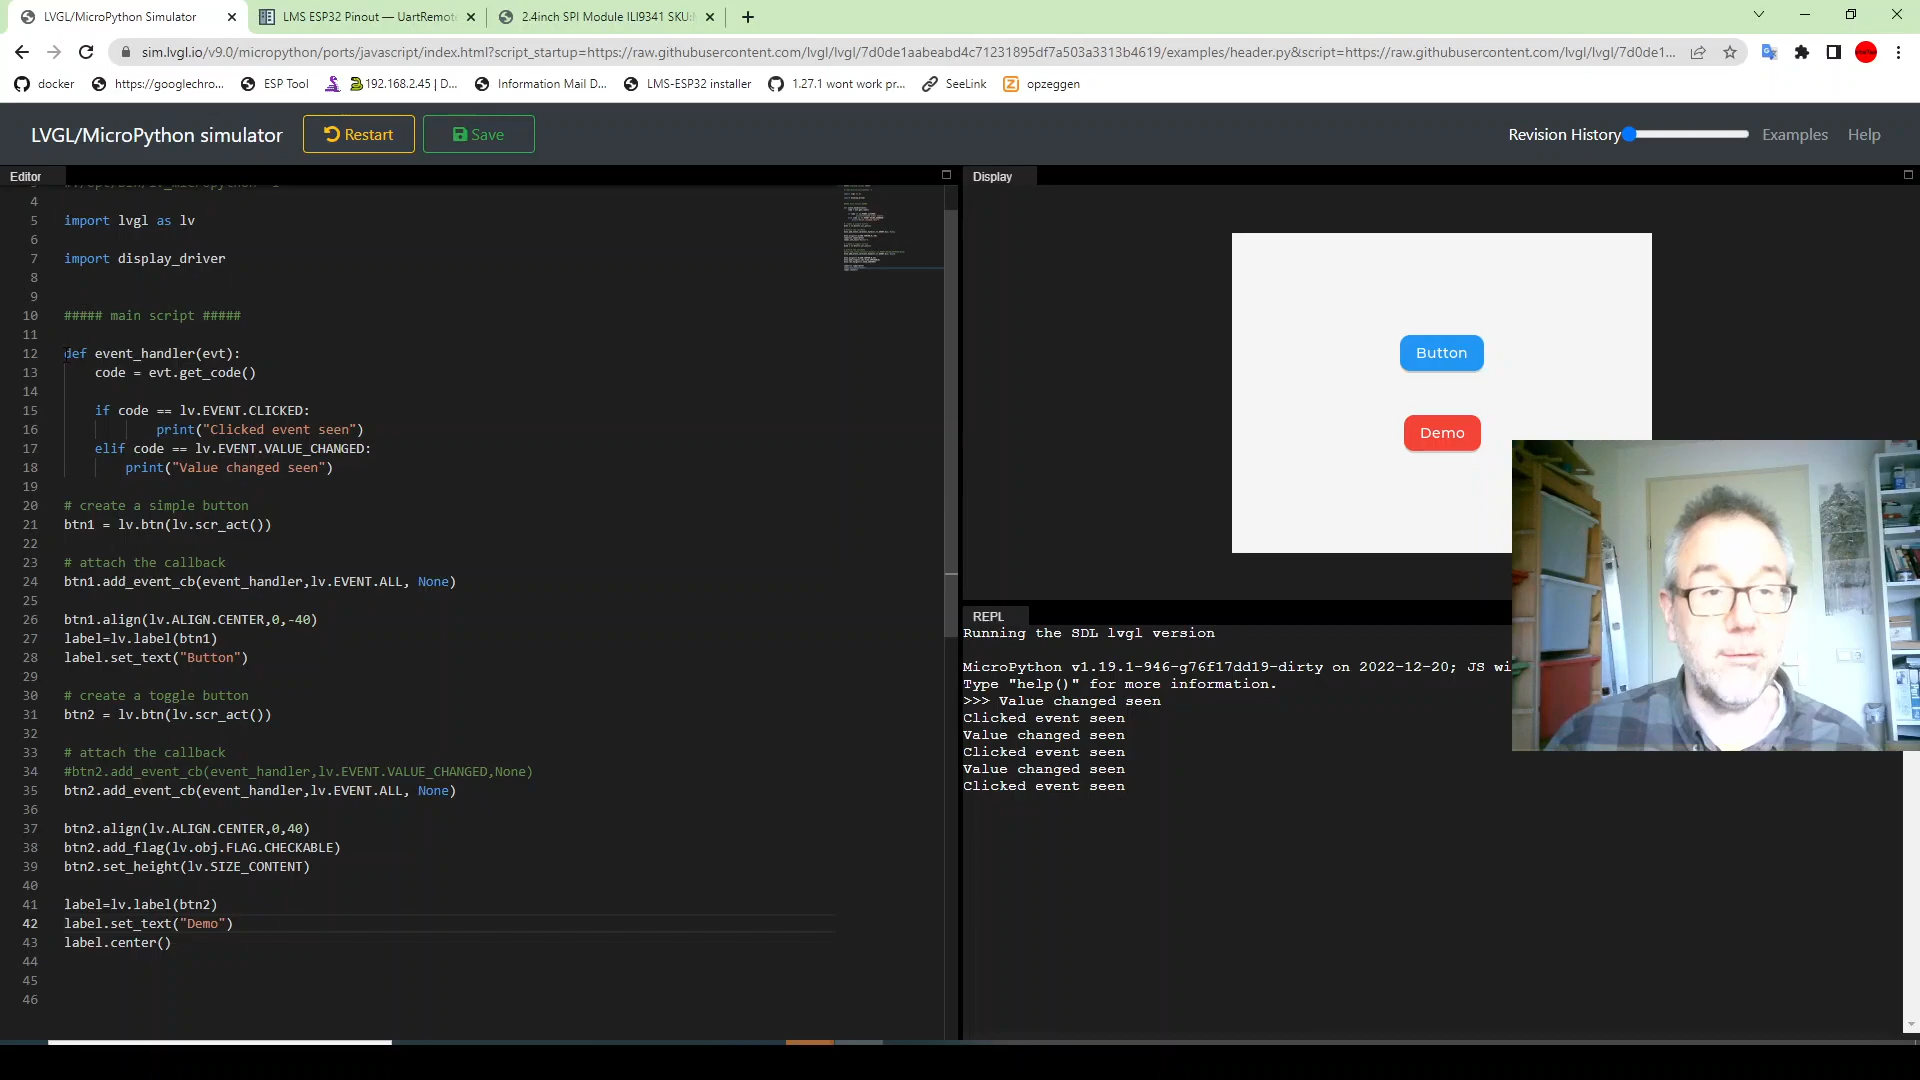 LVGL/MicroPython Simulator
LMS ESP32 Pinout — UartRemote
2.4inch SPI Module ILI9341 SKU:
sim.lvgl.io/v9.0/micropython/ports/javascript/index.html?script_startup=https://raw.githubusercontent.com/lvgl/lvgl/7d0de1aabeabd4c71231895df7a503a3313b4619/examples/header.py&script=https://raw.githubusercontent.com/lvgl/lvgl/7d0de1...
docker
https://googlechro...
ESP Tool
192.168.2.45 | D...
Information Mail D...
LMS-ESP32 installer
1.27.1 wont work pr...
SeeLink
opzeggen
LVGL/MicroPython simulator
Restart
Save
Revision History
Examples
Help
Editor
4
5 import lvgl as lv
6
7 import display_driver
8
9
10 ##### main script #####
11
12 def event_handler(evt):
13 code = evt.get_code()
14
15 if code == lv.EVENT.CLICKED:
16 print("Clicked event seen")
17 elif code == lv.EVENT.VALUE_CHANGED:
18 print("Value changed seen")
19
20 # create a simple button
21 btn1 = lv.btn(lv.scr_act())
22
23 # attach the callback
24 btn1.add_event_cb(event_handler,lv.EVENT.ALL, None)
25
26 btn1.align(lv.ALIGN.CENTER,0,-40)
27 label=lv.label(btn1)
28 label.set_text("Button")
29
30 # create a toggle button
31 btn2 = lv.btn(lv.scr_act())
32
33 # attach the callback
34 #btn2.add_event_cb(event_handler,lv.EVENT.VALUE_CHANGED,None)
35 btn2.add_event_cb(event_handler,lv.EVENT.ALL, None)
36
37 btn2.align(lv.ALIGN.CENTER,0,40)
38 btn2.add_flag(lv.obj.FLAG.CHECKABLE)
39 btn2.set_height(lv.SIZE_CONTENT)
40
41 label=lv.label(btn2)
42 label.set_text("Demo")
43 label.center()
44
45
46
Display
Button
Demo
REPL
Running the SDL lvgl version
MicroPython v1.19.1-946-g76f17dd19-dirty on 2022-12-20; JS wi
Type "help()" for more information.
>>> Value changed seen
Clicked event seen
Value changed seen
Clicked event seen
Value changed seen
Clicked event seen